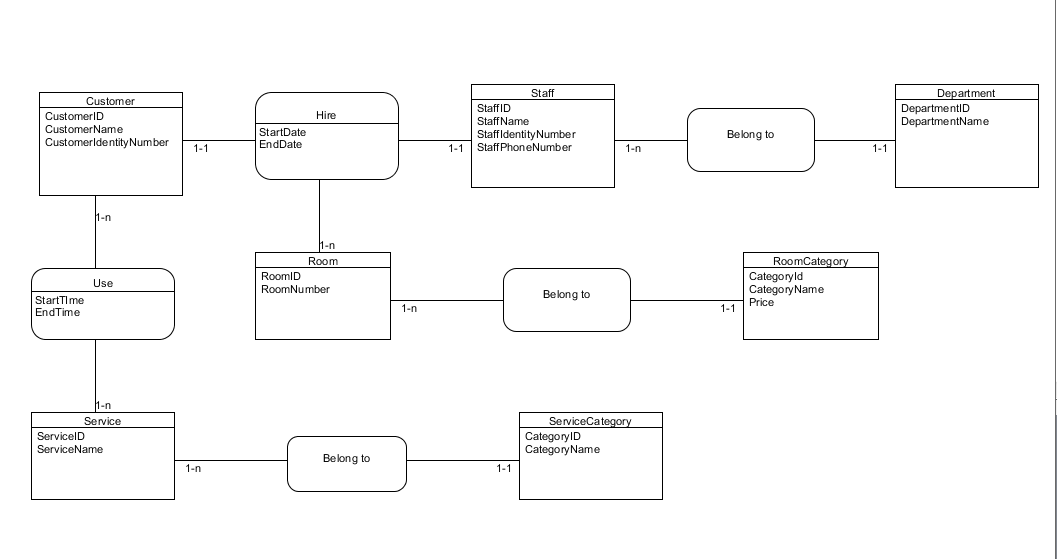 Customer
CustomerID
CustomerName
CustomerIdentityNumber
1-1
Hire
StartDate
EndDate
1-1
Staff
StaffID
StaffName
StaffIdentityNumber
StaffPhoneNumber
1-n
Belong to
1-1
Department
DepartmentID
DepartmentName
1-n
1-n
Use
StartTIme
EndTime
Room
RoomID
RoomNumber
1-n
Belong to
1-1
RoomCategory
CategoryId
CategoryName
Price
1-n
Service
ServiceID
ServiceName
1-n
Belong to
1-1
ServiceCategory
CategoryID
CategoryName